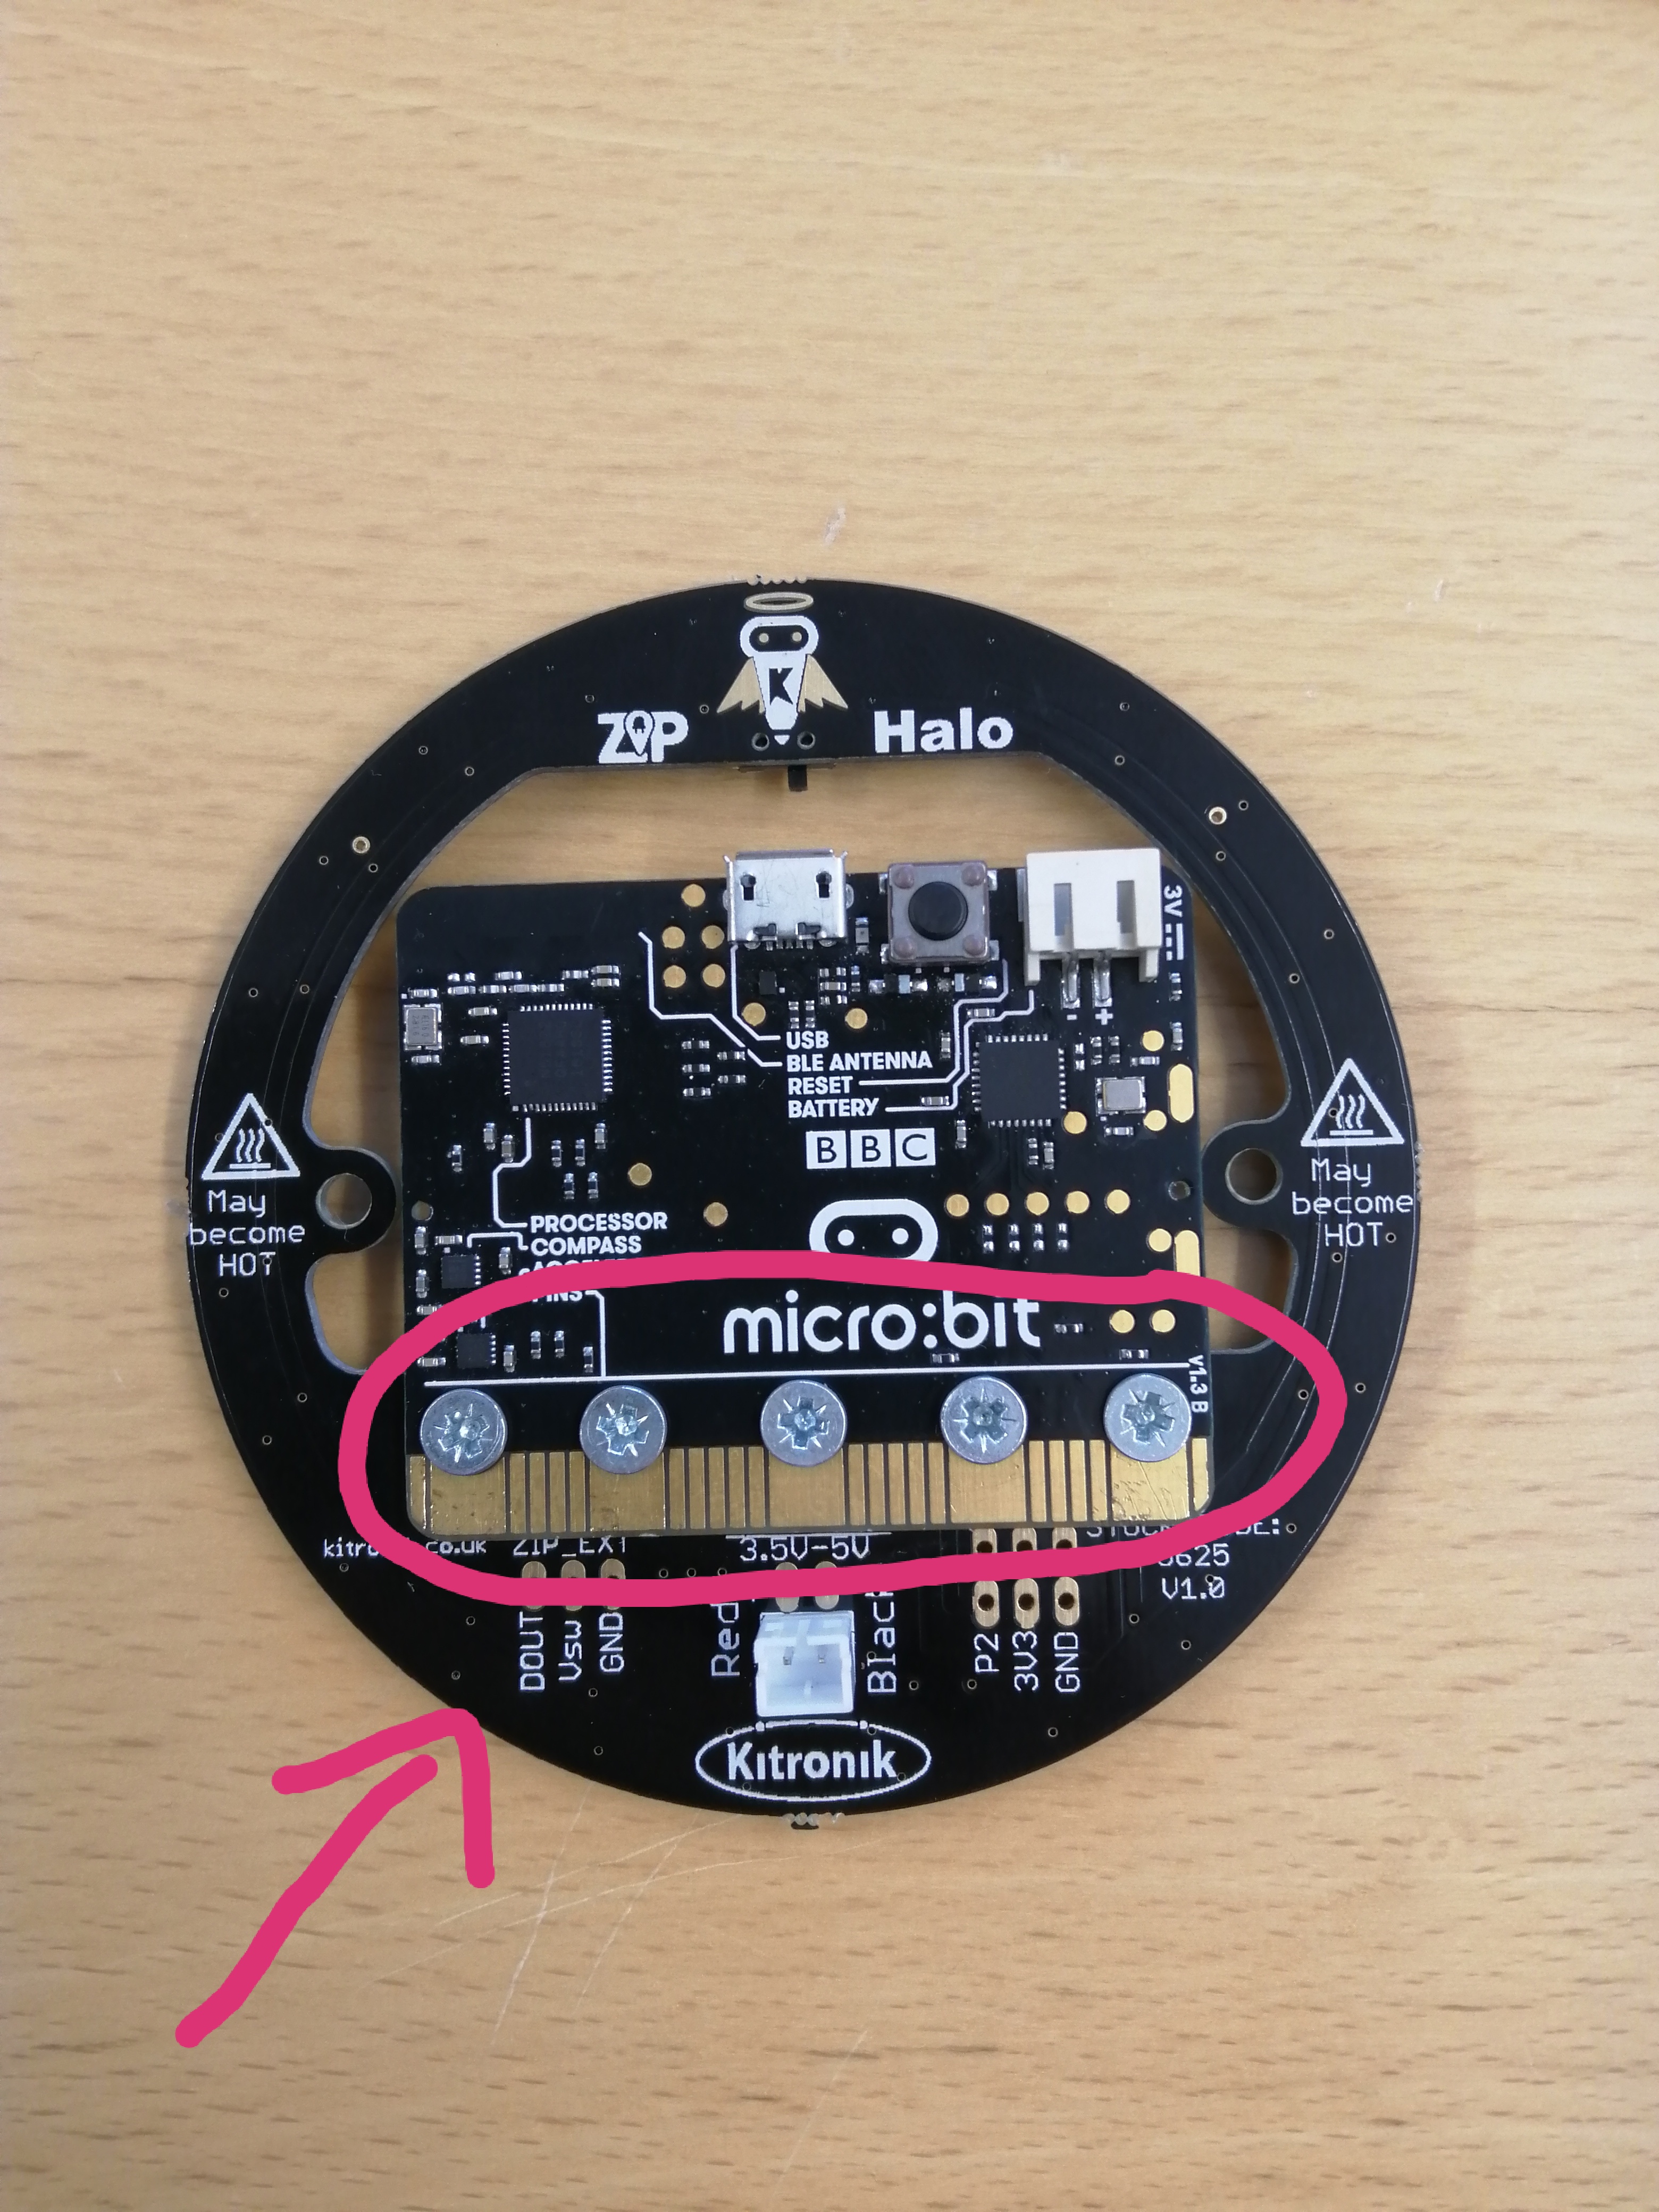 ZIP Halo
K
3V
- +
USB
BLE ANTENNA
RESET
BATTERY
BBC
May
become
HOT
May
become
HOT
PROCESSOR
COMPASS
PINS
micro:bit
v1.3 B
ZIP_EXT
3.5V-5V
V1.0
DOUT
Vsw
GND
Red
Black
P2
3V3
GND
Kitronik